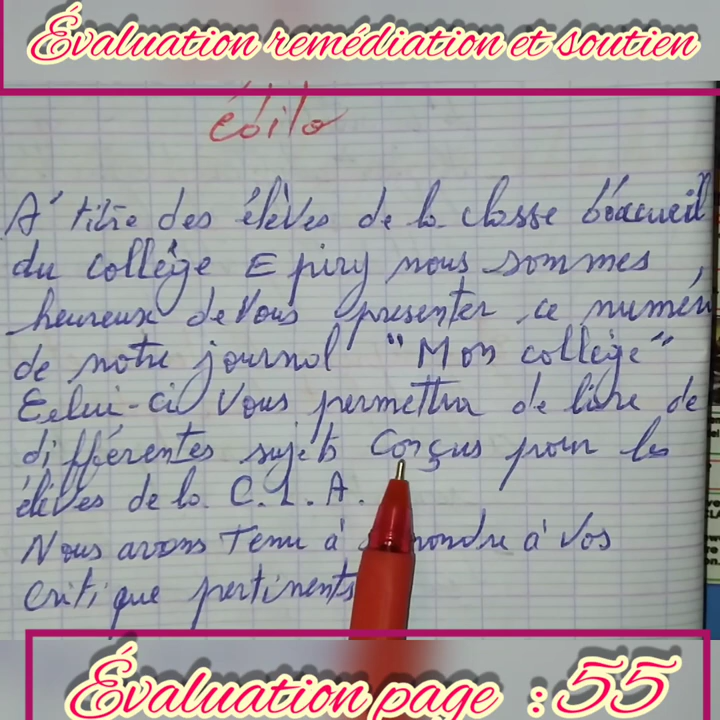 Évaluation remédiation et soutien
édito
A' titre des élèves de la classe d'accueil
du collège Epiry nous sommes
heureux de vous présenter ce numéro
de notre journal "Mon collège"
Celui-ci vous permettra de lire de
différentes sujets conçus pour les
élèves de la C.L.A.
Nous avons Tenu à répondre à vos
critique pertinents
Évaluation page : 55